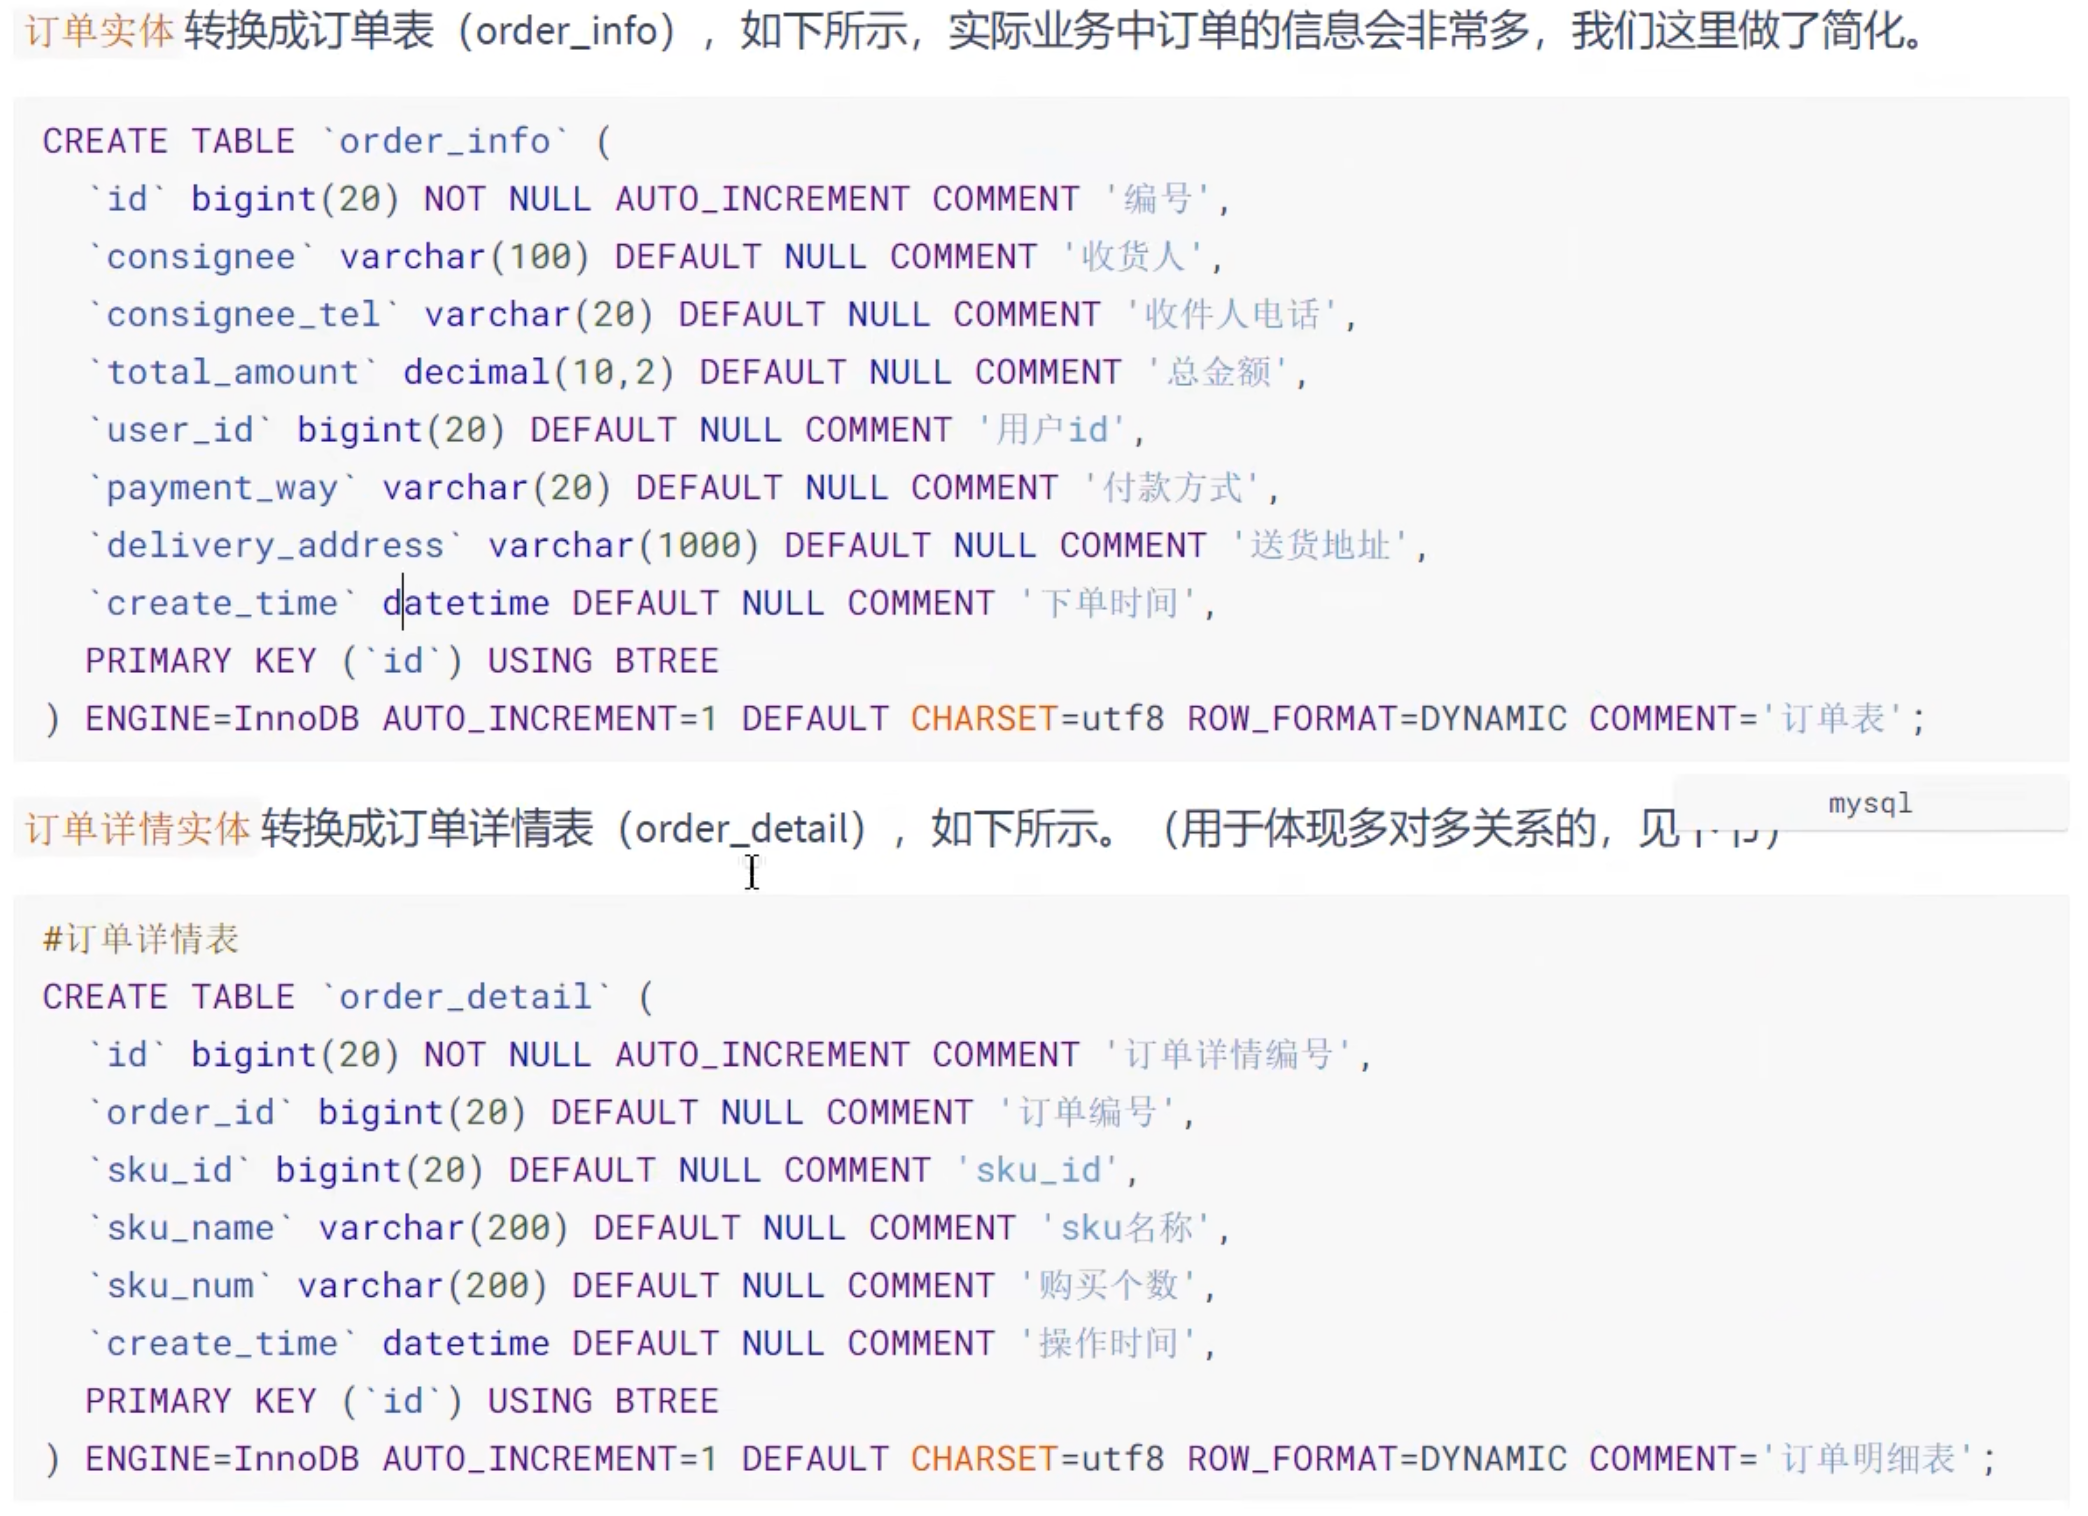 订单实体 转换成订单表（order_info），如下所示，实际业务中订单的信息会非常多，我们这里做了简化。
CREATE TABLE `order_info` (
  `id` bigint(20) NOT NULL AUTO_INCREMENT COMMENT '编号',
  `consignee` varchar(100) DEFAULT NULL COMMENT '收货人',
  `consignee_tel` varchar(20) DEFAULT NULL COMMENT '收件人电话',
  `total_amount` decimal(10,2) DEFAULT NULL COMMENT '总金额',
  `user_id` bigint(20) DEFAULT NULL COMMENT '用户id',
  `payment_way` varchar(20) DEFAULT NULL COMMENT '付款方式',
  `delivery_address` varchar(1000) DEFAULT NULL COMMENT '送货地址',
  `create_time` datetime DEFAULT NULL COMMENT '下单时间',
  PRIMARY KEY (`id`) USING BTREE
) ENGINE=InnoDB AUTO_INCREMENT=1 DEFAULT CHARSET=utf8 ROW_FORMAT=DYNAMIC COMMENT='订单表';
mysql
订单详情实体 转换成订单详情表（order_detail），如下所示。（用于体现多对多关系的，见）
#订单详情表
CREATE TABLE `order_detail` (
  `id` bigint(20) NOT NULL AUTO_INCREMENT COMMENT '订单详情编号',
  `order_id` bigint(20) DEFAULT NULL COMMENT '订单编号',
  `sku_id` bigint(20) DEFAULT NULL COMMENT 'sku_id',
  `sku_name` varchar(200) DEFAULT NULL COMMENT 'sku名称',
  `sku_num` varchar(200) DEFAULT NULL COMMENT '购买个数',
  `create_time` datetime DEFAULT NULL COMMENT '操作时间',
  PRIMARY KEY (`id`) USING BTREE
) ENGINE=InnoDB AUTO_INCREMENT=1 DEFAULT CHARSET=utf8 ROW_FORMAT=DYNAMIC COMMENT='订单明细表';